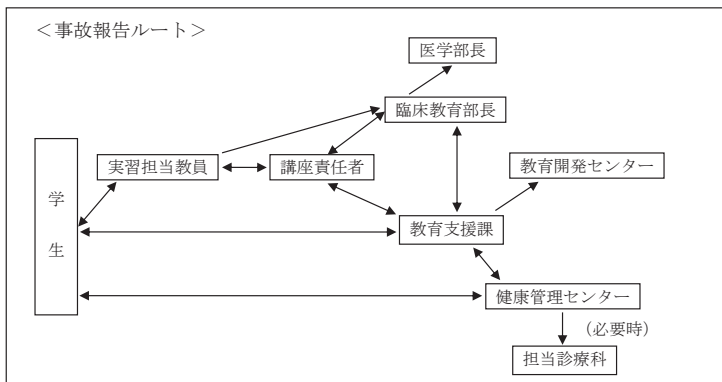 ＜事故報告ルート＞
医学部長
臨床教育部長
実習担当教員
講座責任者
教育開発センター
学生
教育支援課
健康管理センター
（必要時）
担当診療科